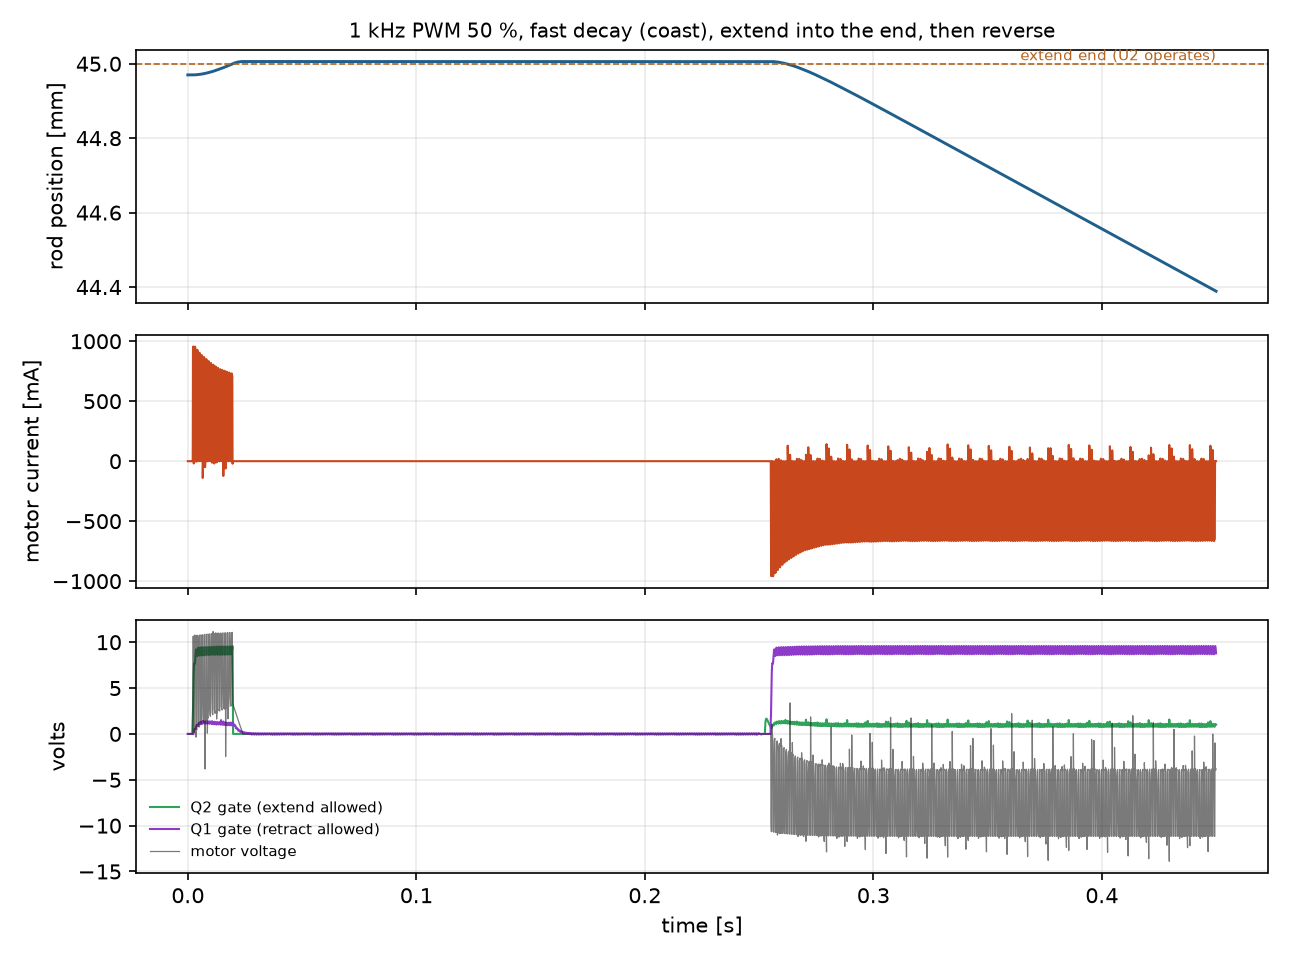 1 kHz PWM 50 %, fast decay (coast), extend into the end, then reverse
rod position [mm]
45.0
44.8
44.6
44.4
extend end (U2 operates)
motor current [mA]
1000
500
0
−500
−1000
volts
10
5
0
−5
−10
−15
Q2 gate (extend allowed)
Q1 gate (retract allowed)
motor voltage
0.0 0.1 0.2 0.3 0.4
time [s]